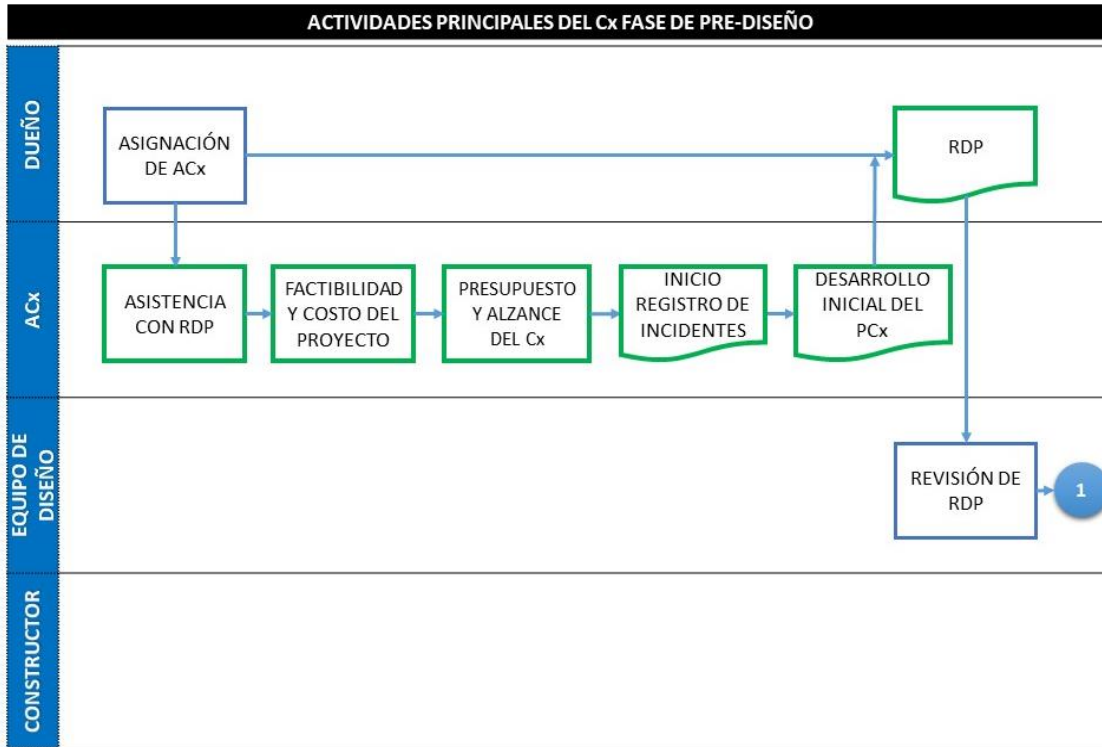 ACTIVIDADES PRINCIPALES DEL Cx FASE DE PRE-DISEÑO
DUEÑO
ASIGNACIÓN
DE ACx
RDP
ACx
ASISTENCIA
CON RDP
FACTIBILIDAD
Y COSTO DEL
PROYECTO
PRESUPUESTO
Y ALZANCE
DEL Cx
INICIO
REGISTRO DE
INCIDENTES
DESARROLLO
INICIAL DEL
PCx
EQUIPO DE
DISEÑO
REVISIÓN DE
RDP
1
CONSTRUCTOR